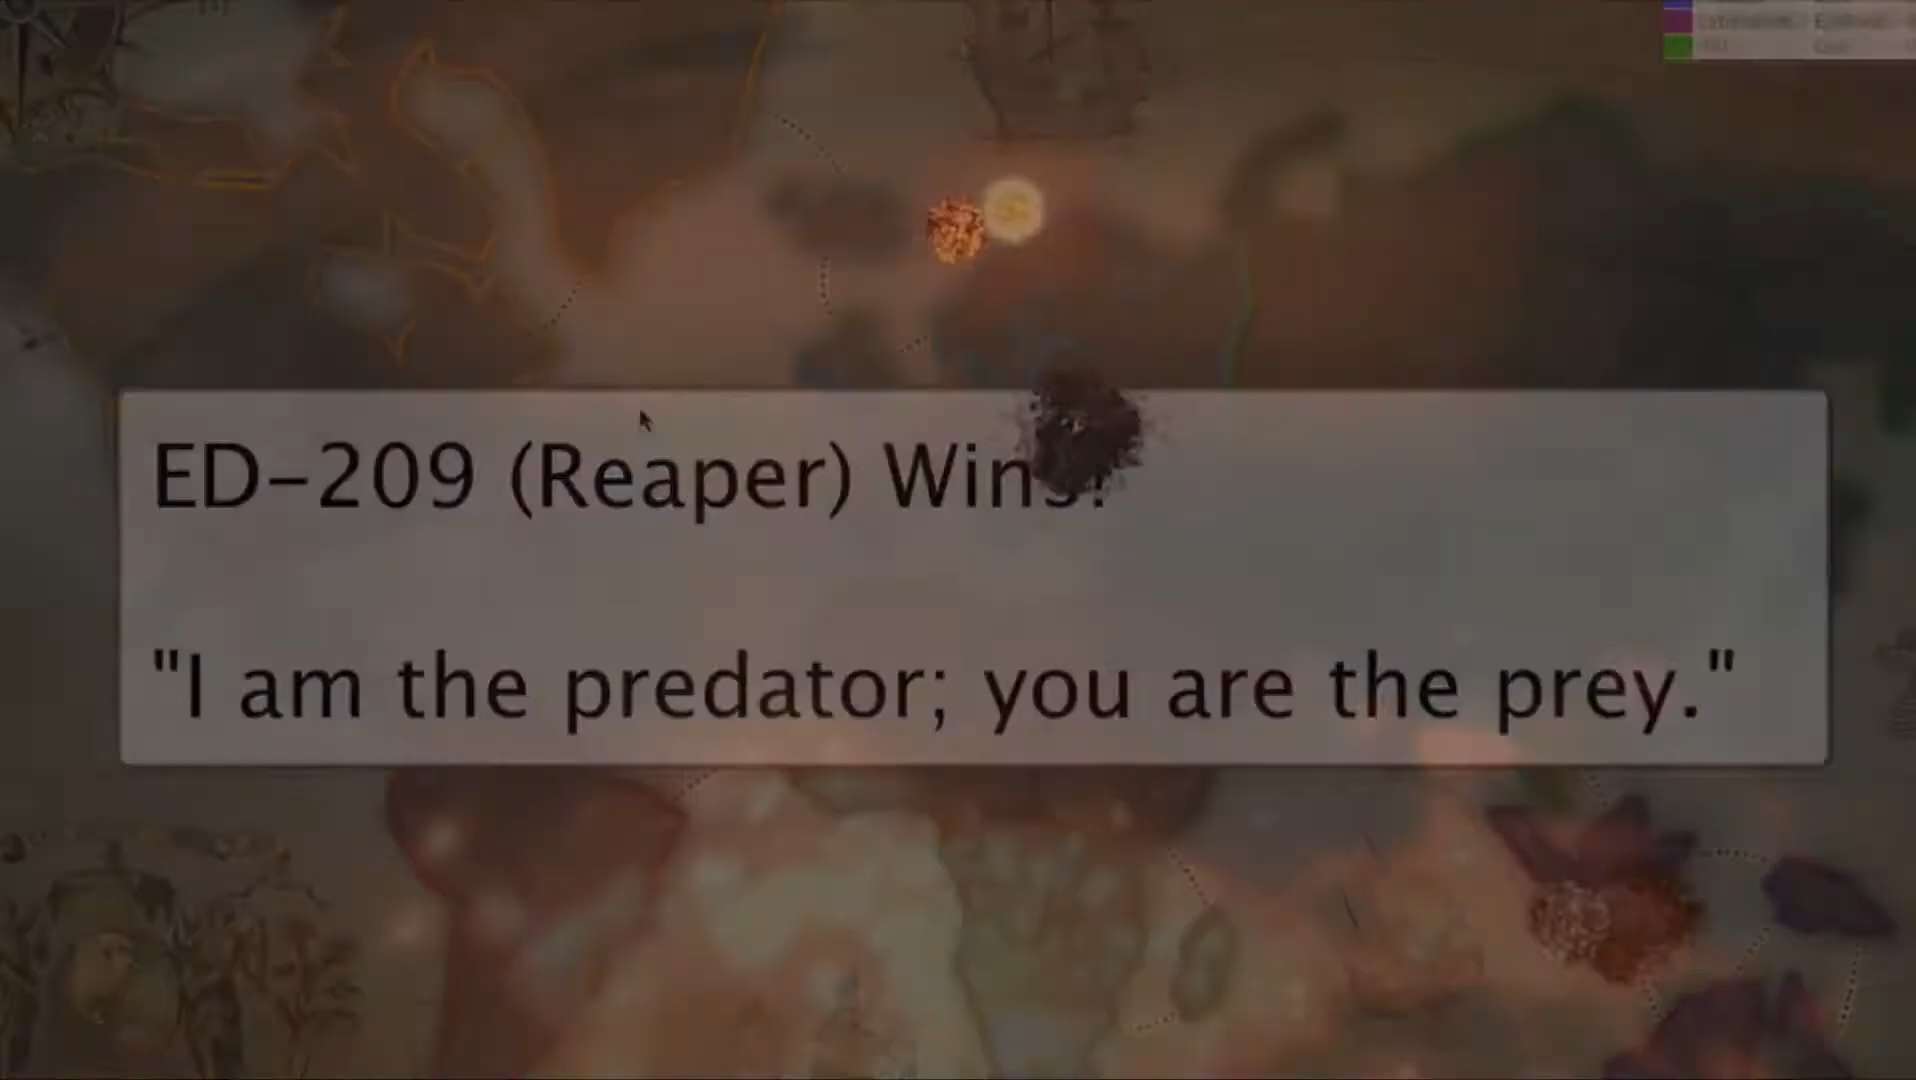 ED-209 (Reaper) Wins!
"I am the predator; you are the prey."